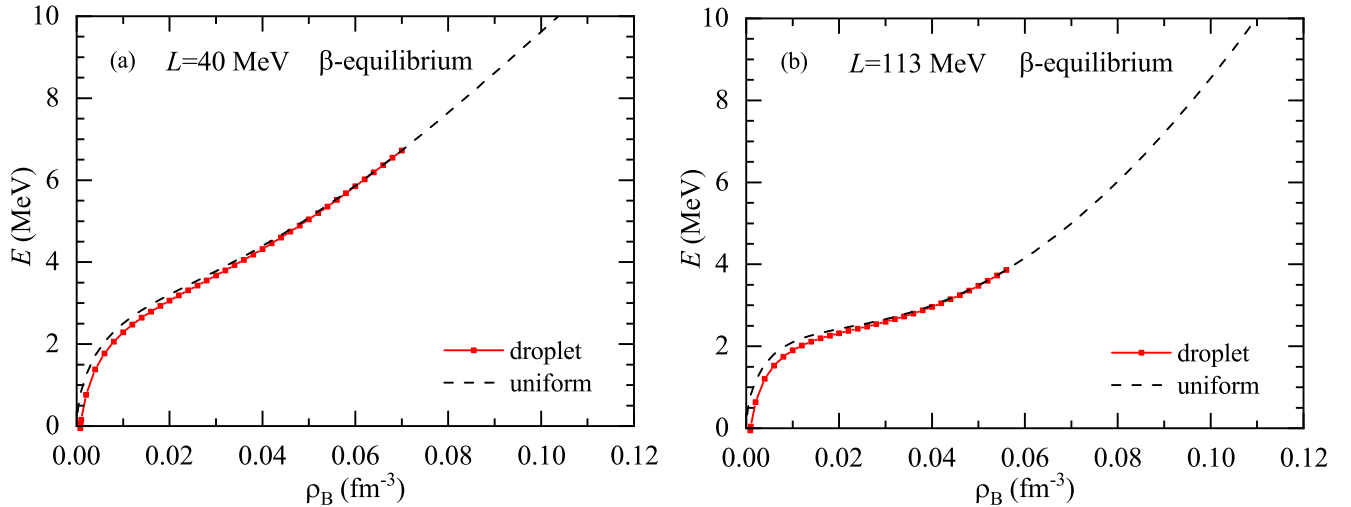 (a) L=40 MeV β-equilibrium
E (MeV)
10
8
6
4
2
0
droplet
uniform
0.00 0.02 0.04 0.06 0.08 0.10 0.12
ρB (fm-3)
(b) L=113 MeV β-equilibrium
E (MeV)
10
8
6
4
2
0
droplet
uniform
0.00 0.02 0.04 0.06 0.08 0.10 0.12
ρB (fm-3)